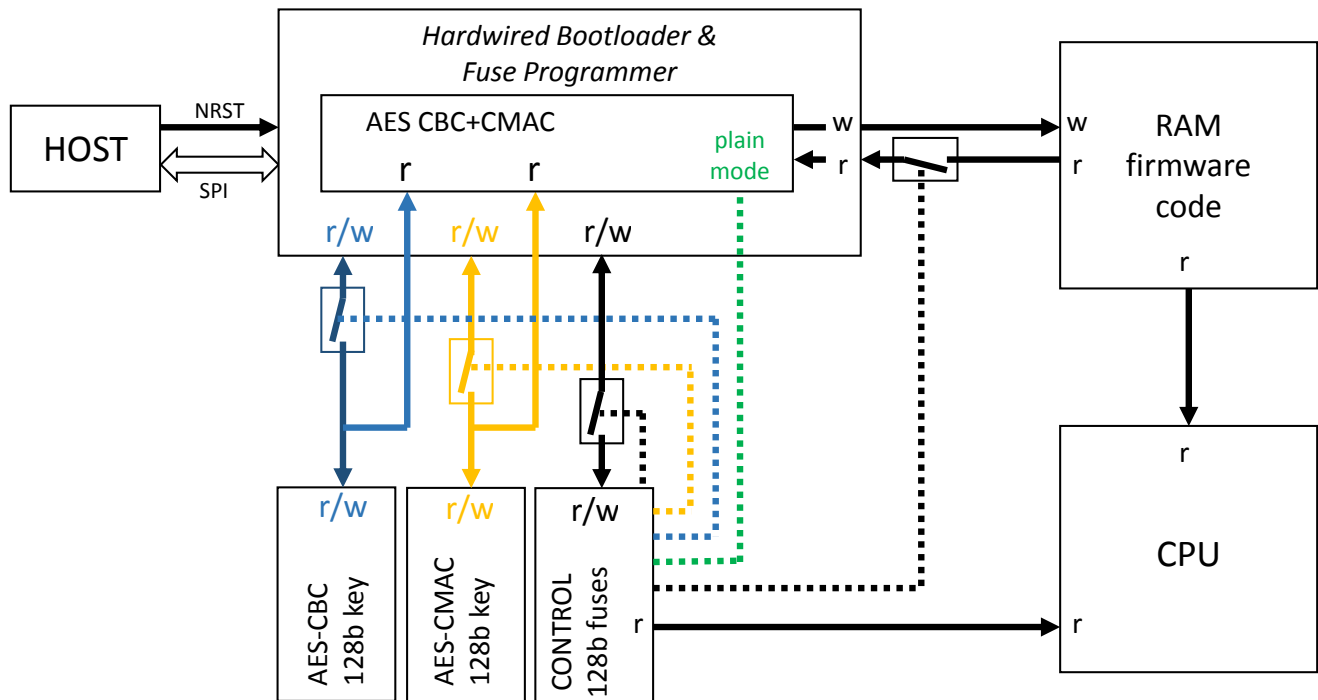 Hardwired Bootloader &
Fuse Programmer
HOST
NRST
SPI
AES CBC+CMAC
r
r
plain
mode
w
r
w
r
RAM
firmware
code
r
r/w
r/w
r/w
r/w
AES-CBC
128b key
r/w
AES-CMAC
128b key
r/w
CONTROL
128b fuses
r
r
CPU
r